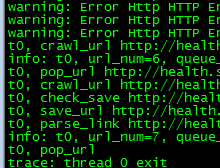 warning: Error Http HTTP Er
warning: Error Http HTTP Er
warning: Error Http HTTP Er
t0, crawl_url http://health
info: t0, url_num=6, queue_
t0, pop_url http://health.s
t0, crawl_url http://health
t0, check_save http://healt
t0, save_url http://health.
t0, parse_link http://healt
info: t0, url_num=7, queue_
t0, pop_url
trace: thread 0 exit